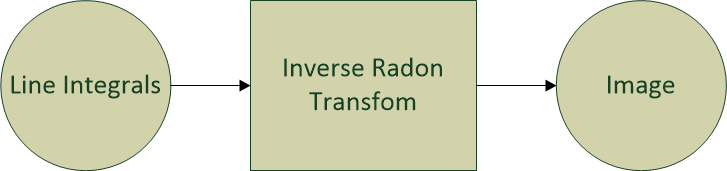 Line Integrals
Inverse Radon
Transfom
Image